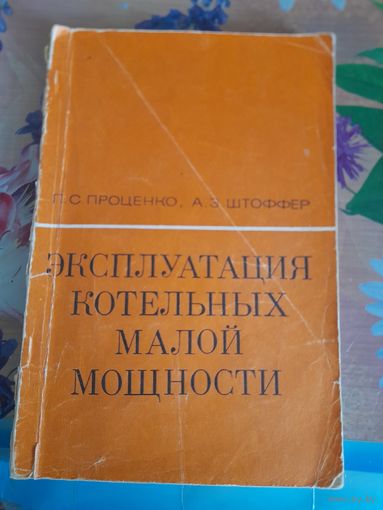 П. С. ПРОЦЕНКО, А. З. ШТОФФЕР
ЭКСПЛУАТАЦИЯ
КОТЕЛЬНЫХ
МАЛОЙ
МОЩНОСТИ